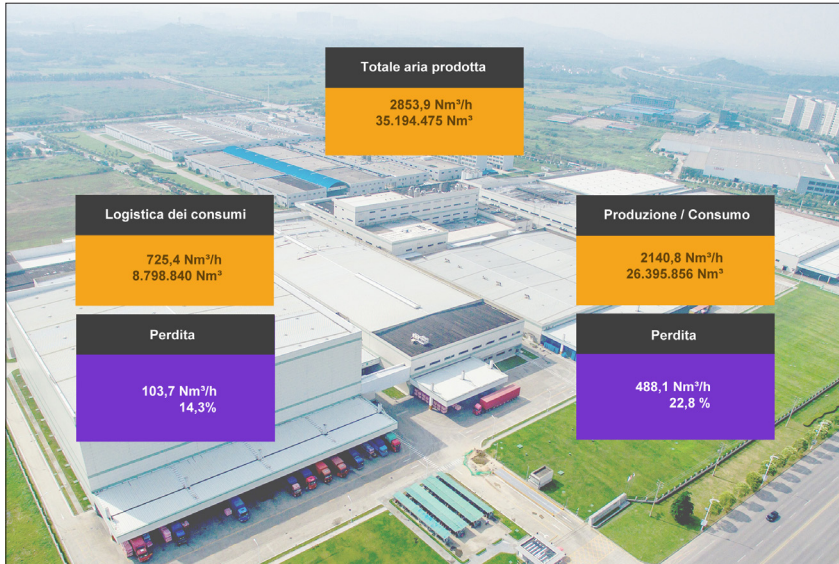 Totale aria prodotta
2853,9 Nm³/h
35.194.475 Nm³
Logistica dei consumi
725,4 Nm³/h
8.798.840 Nm³
Produzione / Consumo
2140,8 Nm³/h
26.395.856 Nm³
Perdita
103,7 Nm³/h
14,3%
Perdita
488,1 Nm³/h
22,8 %